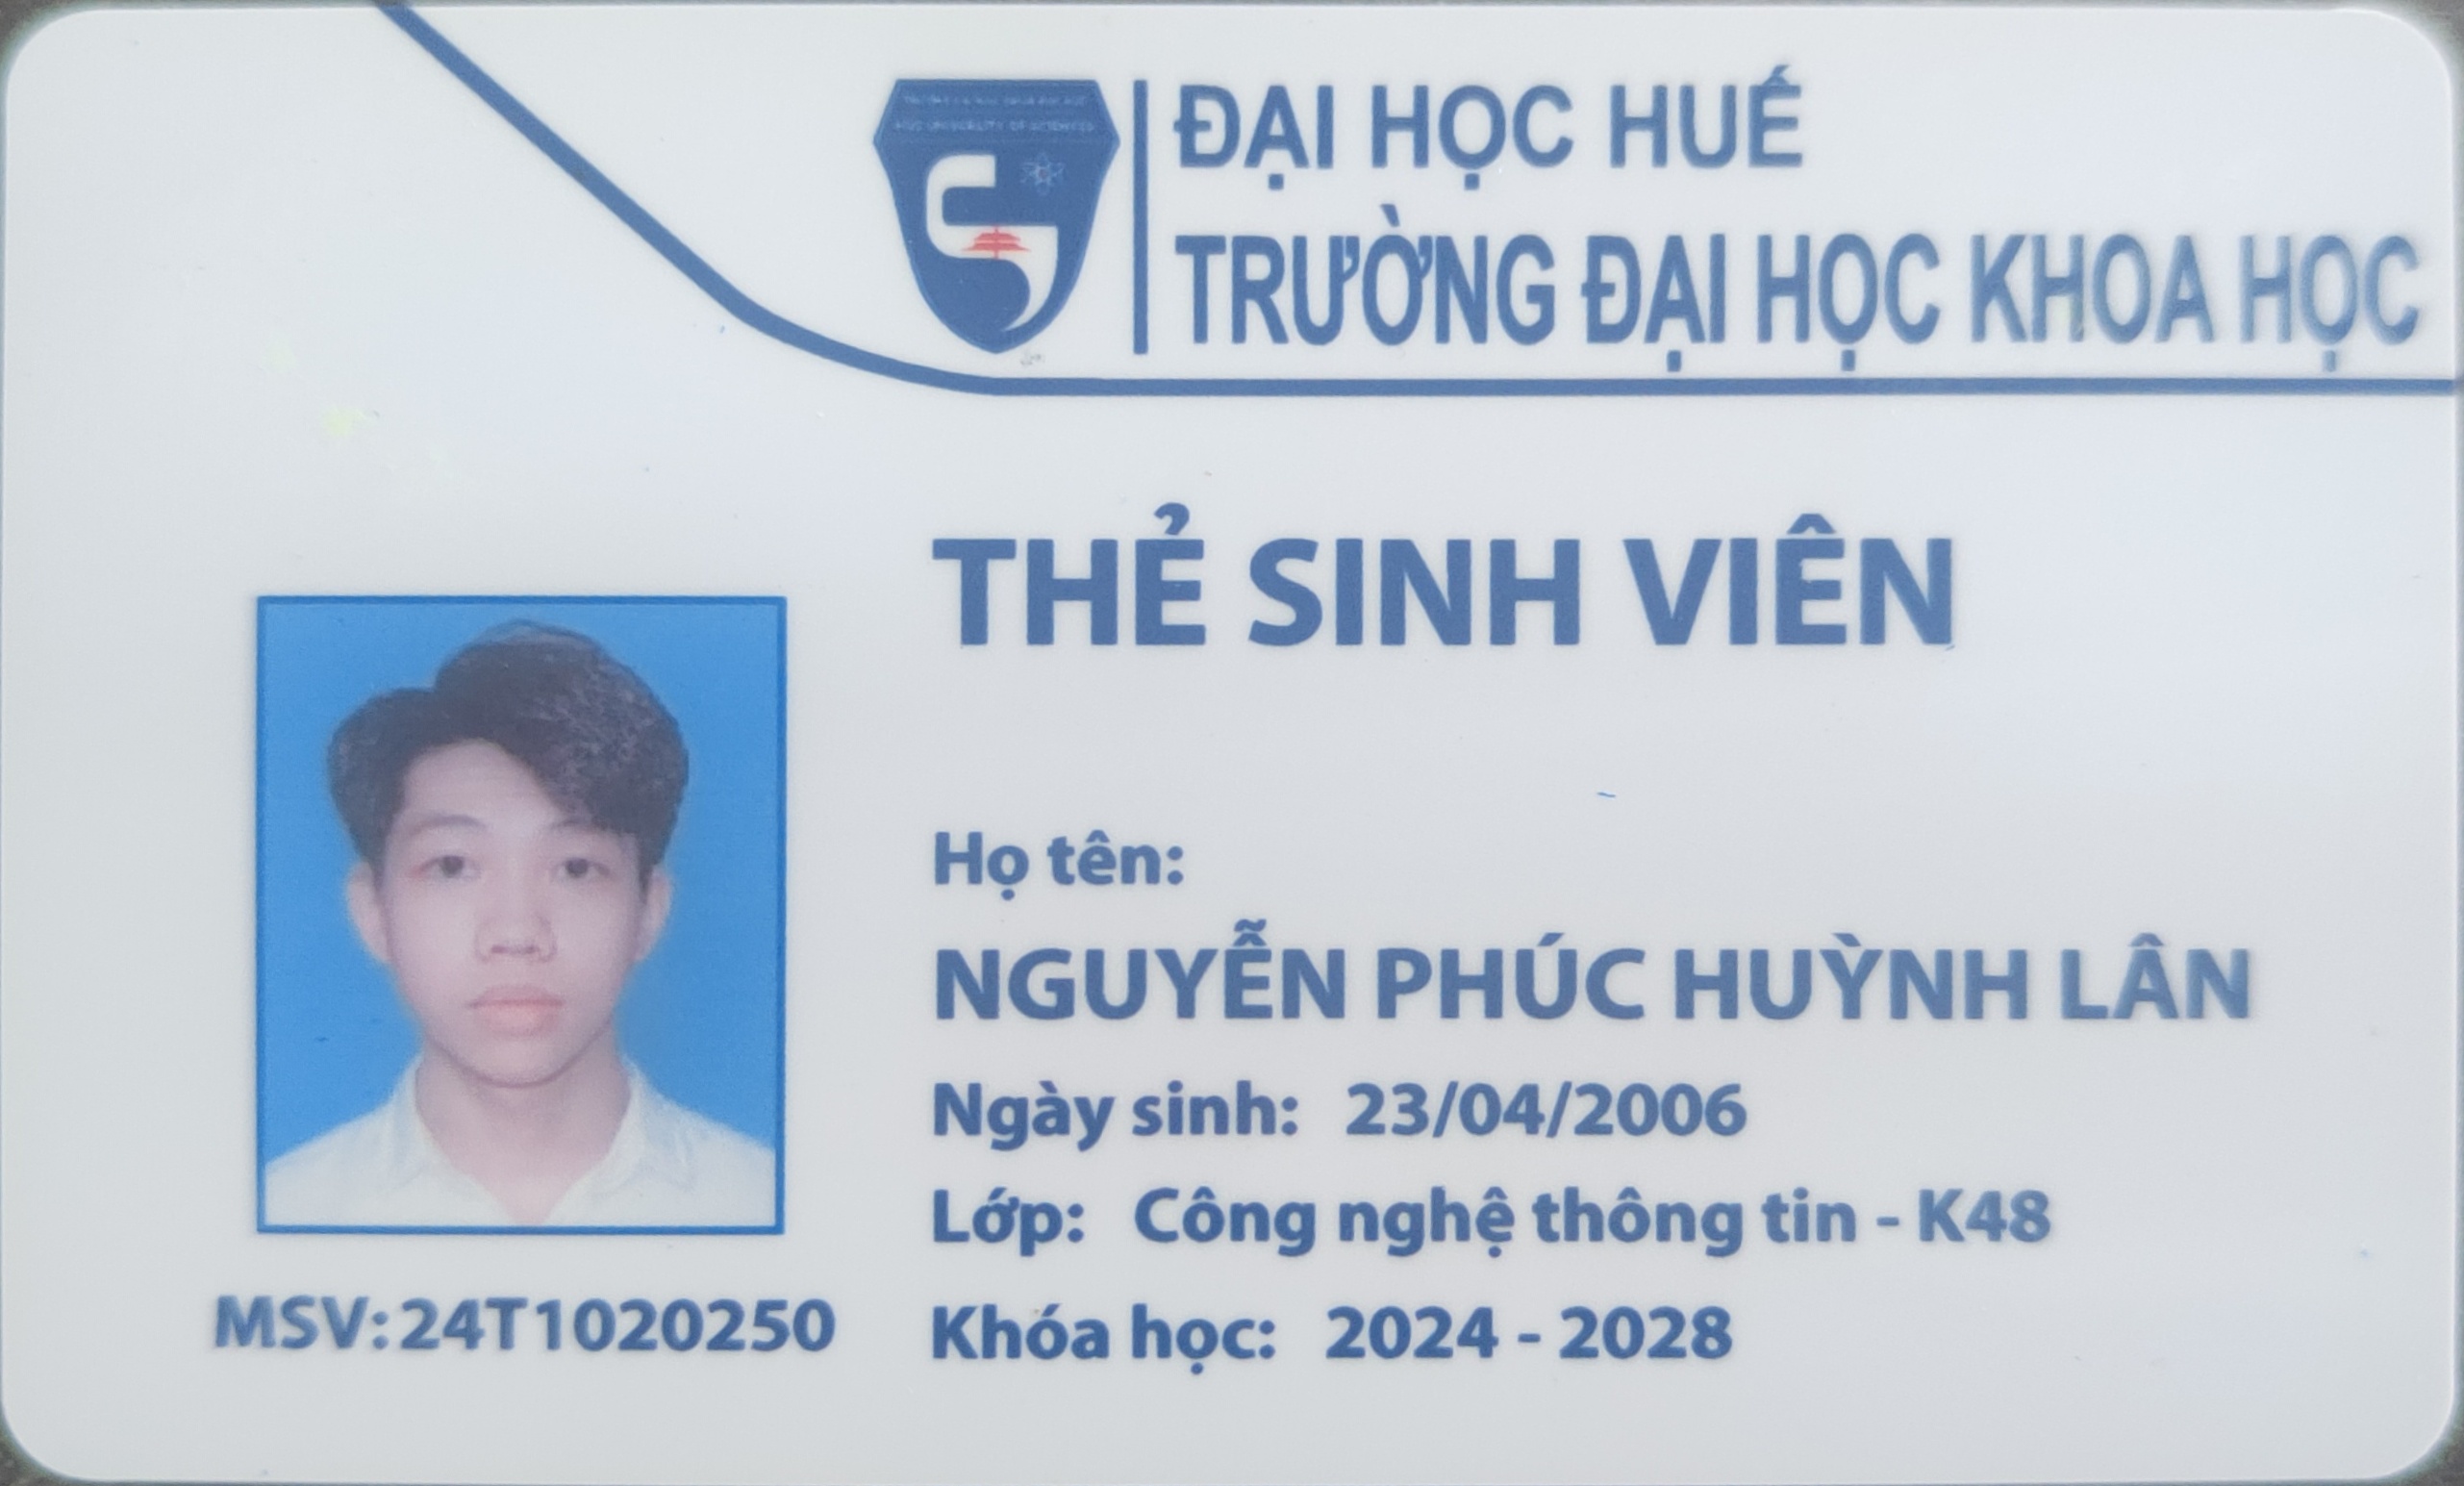 ĐẠI HỌC HUẾ
TRƯỜNG ĐẠI HỌC KHOA HỌC
THẺ SINH VIÊN
Họ tên:
NGUYỄN PHÚC HUỲNH LÂN
Ngày sinh: 23/04/2006
Lớp: Công nghệ thông tin - K48
Khóa học: 2024 - 2028
MSV: 24T1020250